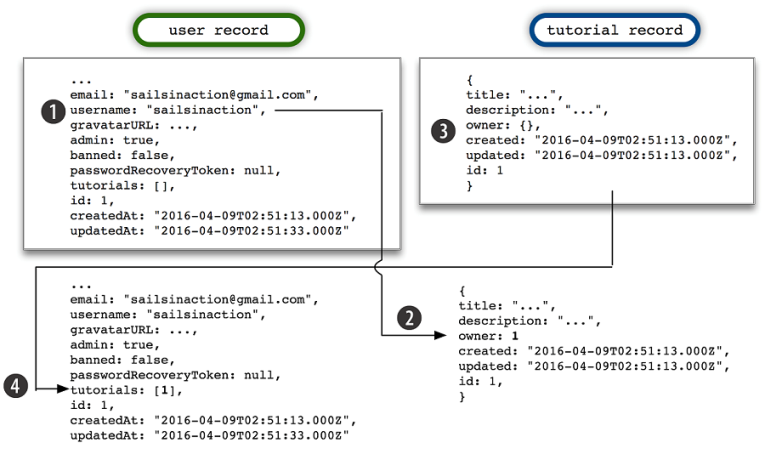 user record
tutorial record
...
email: "sailsinaction@gmail.com",
1
username: "sailsinaction",
gravatarURL: ...,
admin: true,
banned: false,
passwordRecoveryToken: null,
tutorials: [],
id: 1,
createdAt: "2016-04-09T02:51:13.000Z",
updatedAt: "2016-04-09T02:51:33.000Z"
{
title: "...",
description: "...",
3
owner: {},
created: "2016-04-09T02:51:13.000Z",
updated: "2016-04-09T02:51:13.000Z",
id: 1
}
...
email: "sailsinaction@gmail.com",
username: "sailsinaction",
gravatarURL: ...,
admin: true,
banned: false,
passwordRecoveryToken: null,
4
tutorials: [1],
id: 1,
createdAt: "2016-04-09T02:51:13.000Z",
updatedAt: "2016-04-09T02:51:33.000Z"
{
title: "...",
description: "...",
2
owner: 1
created: "2016-04-09T02:51:13.000Z",
updated: "2016-04-09T02:51:13.000Z",
id: 1,
}